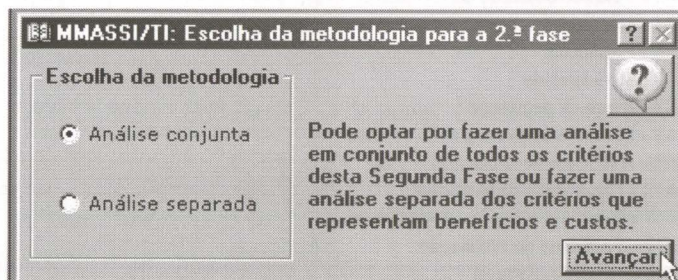 MMASSI/TI: Escolha da metodologia para a 2.ª fase
Escolha da metodologia
Análise conjunta
Análise separada
Pode optar por fazer uma análise
em conjunto de todos os critérios
desta Segunda Fase ou fazer uma
análise separada dos critérios que
representam benefícios e custos.
Avançar